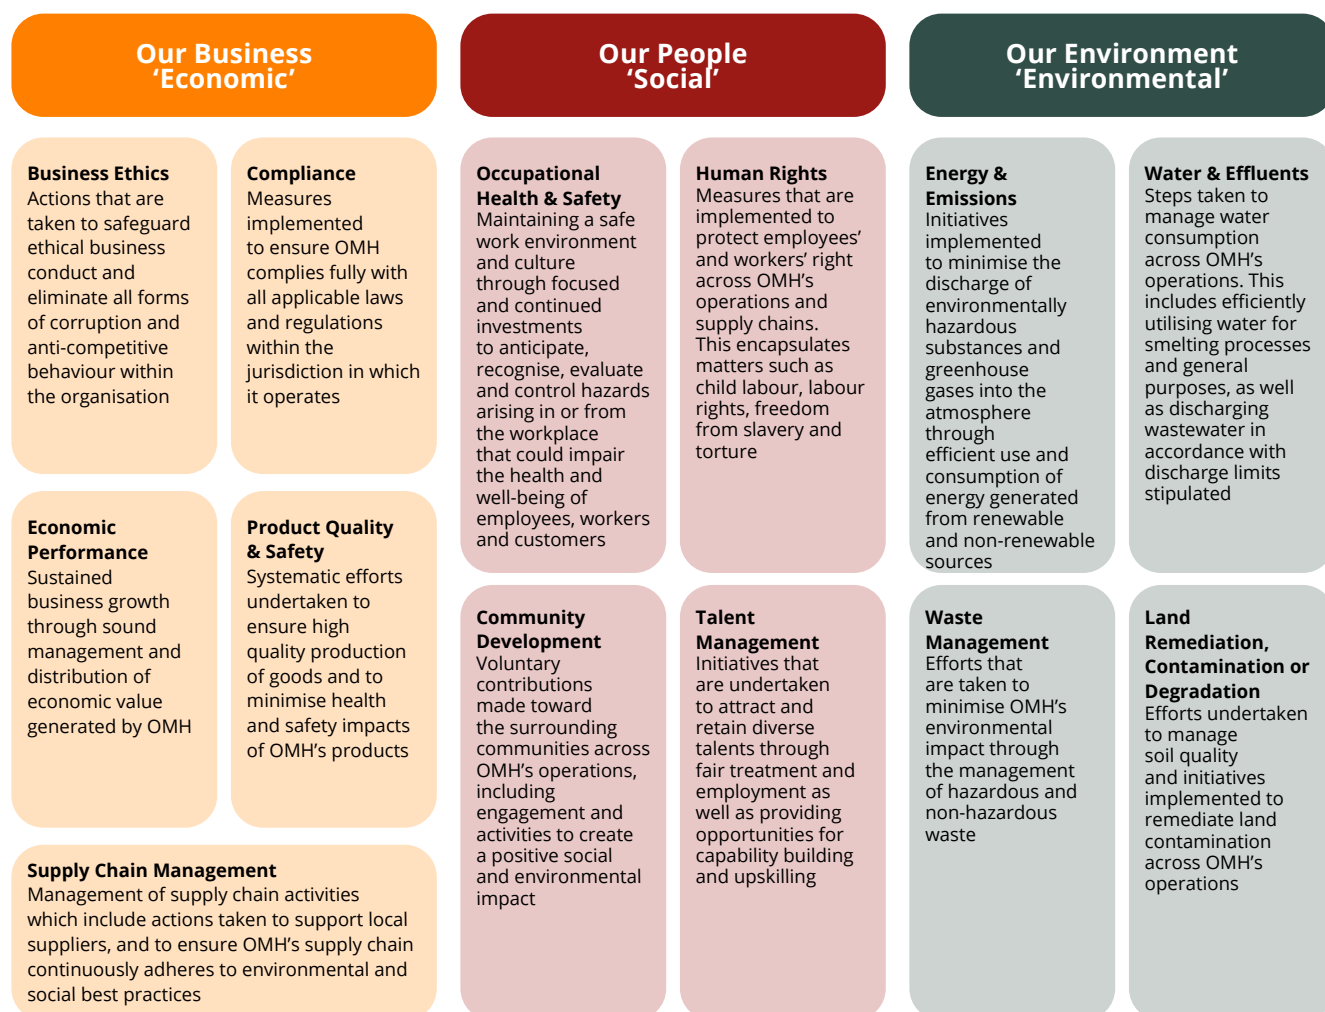 Our Business
‘Economic’
Business Ethics
Actions that are
taken to safeguard
ethical business
conduct and
eliminate all forms
of corruption and
anti-competitive
behaviour within
the organisation
Compliance
Measures
implemented
to ensure OMH
complies fully with
all applicable laws
and regulations
within the
jurisdiction in which
it operates
Economic
Performance
Sustained
business growth
through sound
management and
distribution of
economic value
generated by OMH
Product Quality
& Safety
Systematic efforts
undertaken to
ensure high
quality production
of goods and to
minimise health
and safety impacts
of OMH’s products
Supply Chain Management
Management of supply chain activities
which include actions taken to support local
suppliers, and to ensure OMH’s supply chain
continuously adheres to environmental and
social best practices
Our People
‘Social’
Occupational
Health & Safety
Maintaining a safe
work environment
and culture
through focused
and continued
investments
to anticipate,
recognise, evaluate
and control hazards
arising in or from
the workplace
that could impair
the health and
well-being of
employees, workers
and customers
Human Rights
Measures that are
implemented to
protect employees’
and workers’ right
across OMH’s
operations and
supply chains.
This encapsulates
matters such as
child labour, labour
rights, freedom
from slavery and
torture
Community
Development
Voluntary
contributions
made toward
the surrounding
communities across
OMH’s operations,
including
engagement and
activities to create
a positive social
and environmental
impact
Talent
Management
Initiatives that
are undertaken
to attract and
retain diverse
talents through
fair treatment and
employment as
well as providing
opportunities for
capability building
and upskilling
Our Environment
‘Environmental’
Energy &
Emissions
Initiatives
implemented
to minimise the
discharge of
environmentally
hazardous
substances and
greenhouse
gases into the
atmosphere
through
efficient use and
consumption of
energy generated
from renewable
and non-renewable
sources
Water & Effluents
Steps taken to
manage water
consumption
across OMH’s
operations. This
includes efficiently
utilising water for
smelting processes
and general
purposes, as well
as discharging
wastewater in
accordance with
discharge limits
stipulated
Waste
Management
Efforts that
are taken to
minimise OMH’s
environmental
impact through
the management
of hazardous and
non-hazardous
waste
Land
Remediation,
Contamination or
Degradation
Efforts undertaken
to manage
soil quality
and initiatives
implemented to
remediate land
contamination
across OMH’s
operations